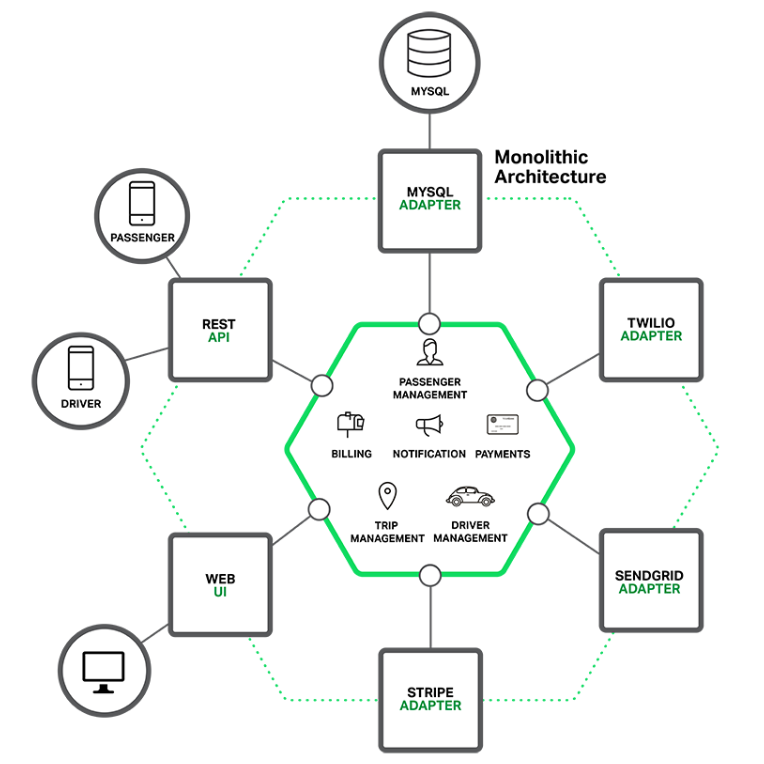 MYSQL
Monolithic
Architecture
MYSQL
ADAPTER
PASSENGER
REST
API
TWILIO
ADAPTER
DRIVER
PASSENGER
MANAGEMENT
BILLING
NOTIFICATION
PAYMENTS
TRIP
MANAGEMENT
DRIVER
MANAGEMENT
WEB
UI
SENDGRID
ADAPTER
STRIPE
ADAPTER